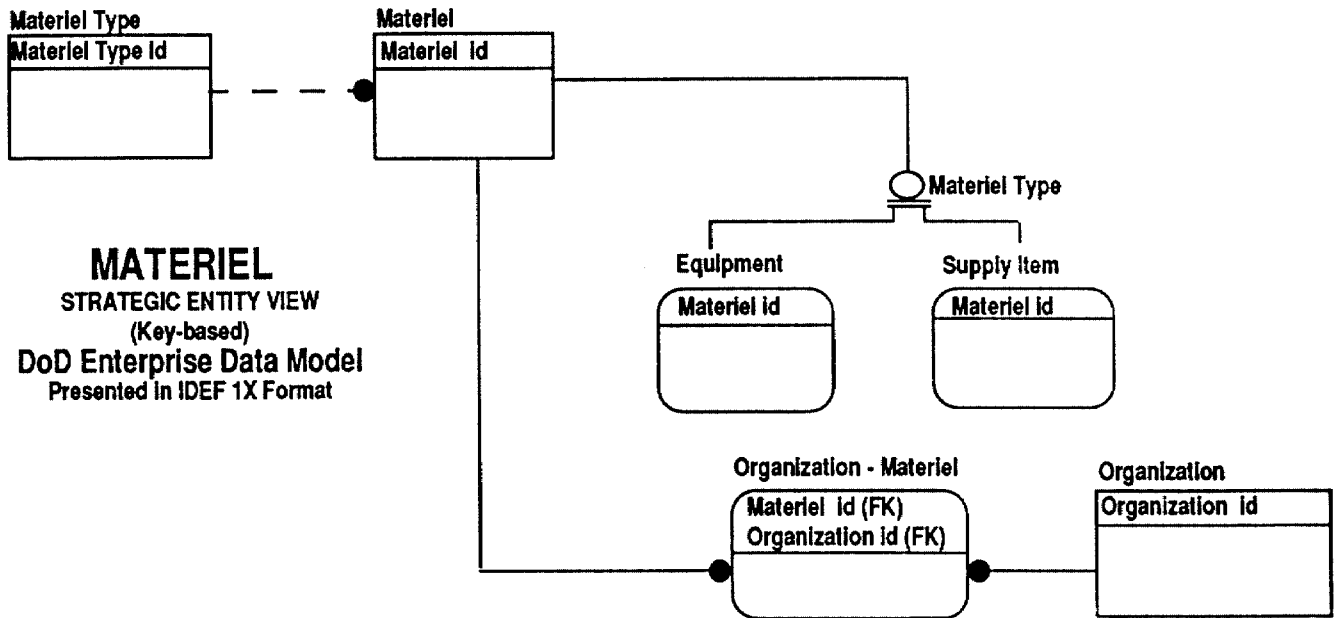 Materiel Type
Materiel Type id
Materiel
Materiel id
Materiel Type
MATERIEL
STRATEGIC ENTITY VIEW
(Key-based)
DoD Enterprise Data Model
Presented in IDEF 1X Format
Equipment
Materiel id
Supply Item
Materiel id
Organization - Materiel
Materiel id (FK)
Organization id (FK)
Organization
Organization id